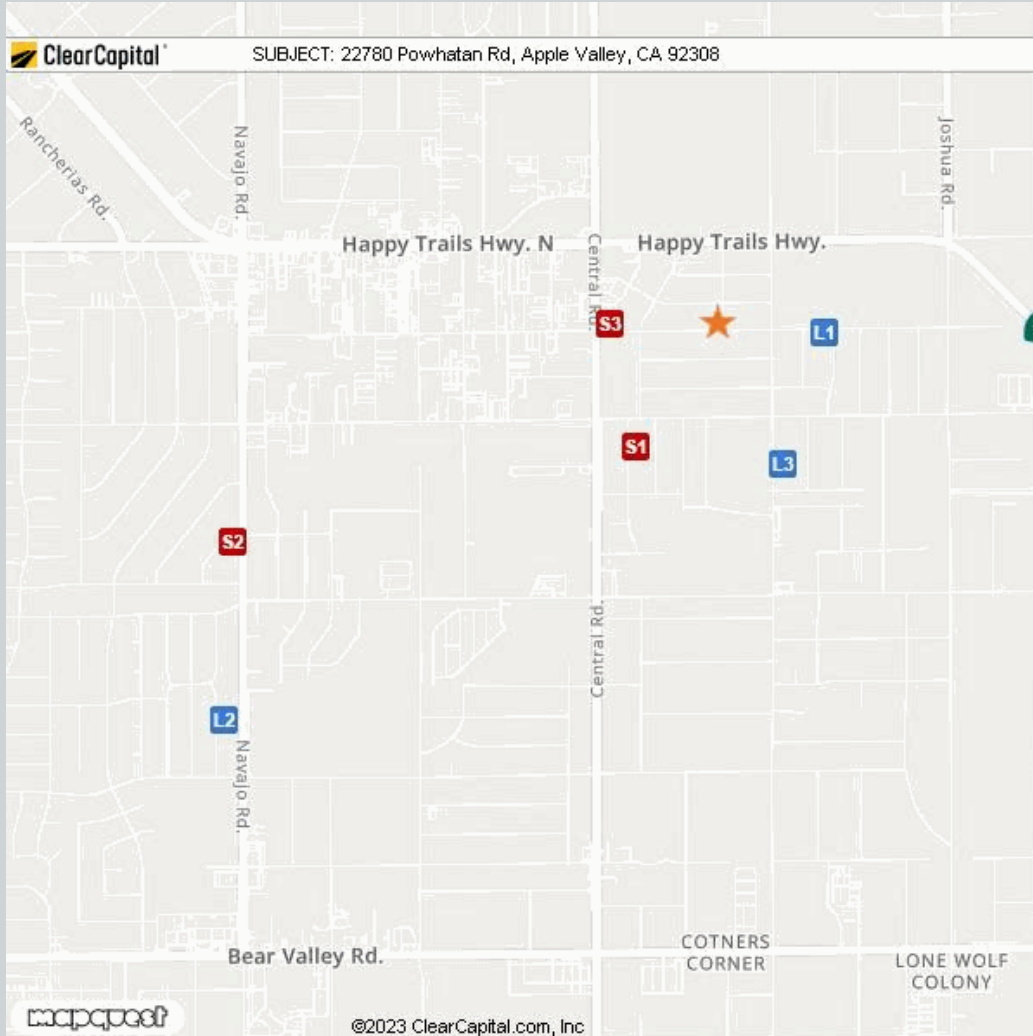 ClearCapital
SUBJECT: 22780 Powhatan Rd, Apple Valley, CA 92308
Rancherias Rd.
Navajo Rd.
Joshua Rd.
Happy Trails Hwy. N
Central Rd.
Happy Trails Hwy.
S3
L1
S1
L3
S2
Central Rd.
L2
Navajo Rd.
Bear Valley Rd.
COTNERS
CORNER
LONE WOLF
COLONY
mapquest
©2023 ClearCapital.com, Inc